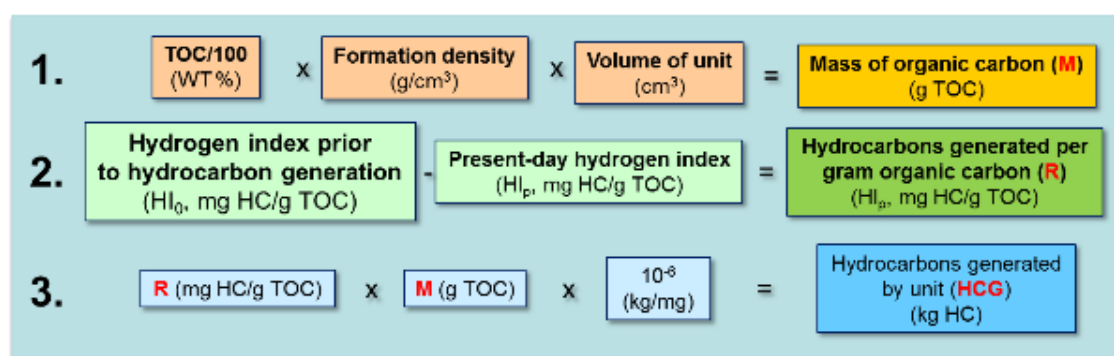 1.
TOC/100
(WT%)
x
Formation density
(g/cm³)
x
Volume of unit
(cm³)
=
Mass of organic carbon (M)
(g TOC)
2.
Hydrogen index prior
to hydrocarbon generation
(HI₀, mg HC/g TOC)
-
Present-day hydrogen index
(HIₚ, mg HC/g TOC)
=
Hydrocarbons generated per
gram organic carbon (R)
(HIₚ, mg HC/g TOC)
3.
R (mg HC/g TOC)
x
M (g TOC)
x
10⁻⁶
(kg/mg)
=
Hydrocarbons generated
by unit (HCG)
(kg HC)